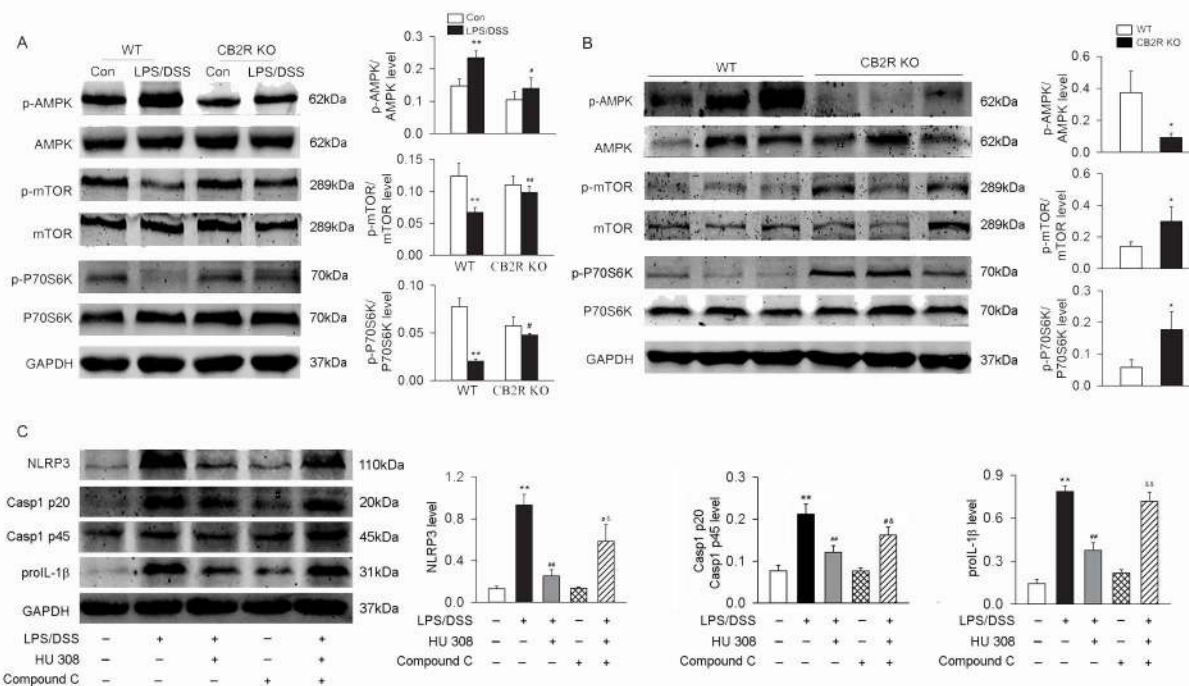 A
WT
CB2R KO
Con LPS/DSS Con LPS/DSS
p-AMPK 62kDa
AMPK 62kDa
p-mTOR 289kDa
mTOR 289kDa
p-P70S6K 70kDa
P70S6K 70kDa
GAPDH 37kDa
Con
LPS/DSS
p-AMPK/
AMPK level
0.3
0.2
0.1
0.0
**
#
p-mTOR/
mTOR level
0.15
0.10
0.05
0.00
**
##
WT CB2R KO
p-P70S6K/
P70S6K level
0.10
0.05
0.00
**
#
WT CB2R KO
B
WT CB2R KO
p-AMPK 62kDa
AMPK 62kDa
p-mTOR 289kDa
mTOR 289kDa
p-P70S6K 70kDa
P70S6K 70kDa
GAPDH 37kDa
WT
CB2R KO
p-AMPK/
AMPK level
0.6
0.4
0.2
0.0
*
p-mTOR/
mTOR level
0.6
0.4
0.2
0.0
*
p-P70S6K/
P70S6K level
0.3
0.2
0.1
0.0
*
C
NLRP3 110kDa
Casp1 p20 20kDa
Casp1 p45 45kDa
proIL-1β 31kDa
GAPDH 37kDa
LPS/DSS – + + – +
HU 308 – – + – +
Compound C – – – + +
NLRP3 level
1.2
0.8
0.4
0.0
**
##
#&
LPS/DSS – + + – +
HU 308 – – + – +
Compound C – – – + +
Casp1 p20
Casp1 p45 level
0.3
0.2
0.1
0.0
**
##
#&
LPS/DSS – + + – +
HU 308 – – + – +
Compound C – – – + +
proIL-1β level
0.9
0.6
0.3
0.0
**
##
&&
LPS/DSS – + + – +
HU 308 – – + – +
Compound C – – – + +